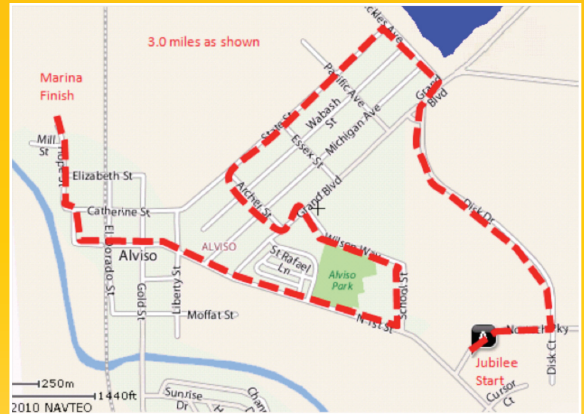 3.0 miles as shown
Marina
Finish
Mill
St
Hope St
Elizabeth St
Catherine St
El Dorado St
Gold St
Liberty St
Moffat St
Alviso
ALVISO
State St
Pacific Ave
Wabash
St
Essex St
Michigan Ave
Archer St
Grand Blvd
Grand
Blvd
Wilson Way
St Rafael
Ln
Alviso
Park
School St
N 1st St
Dick Dr
Disk Ct
A
Jubilee
Start
Cursor
Ct
Sunrise
Dr
250m
1440ft
2010 NAVTEQ